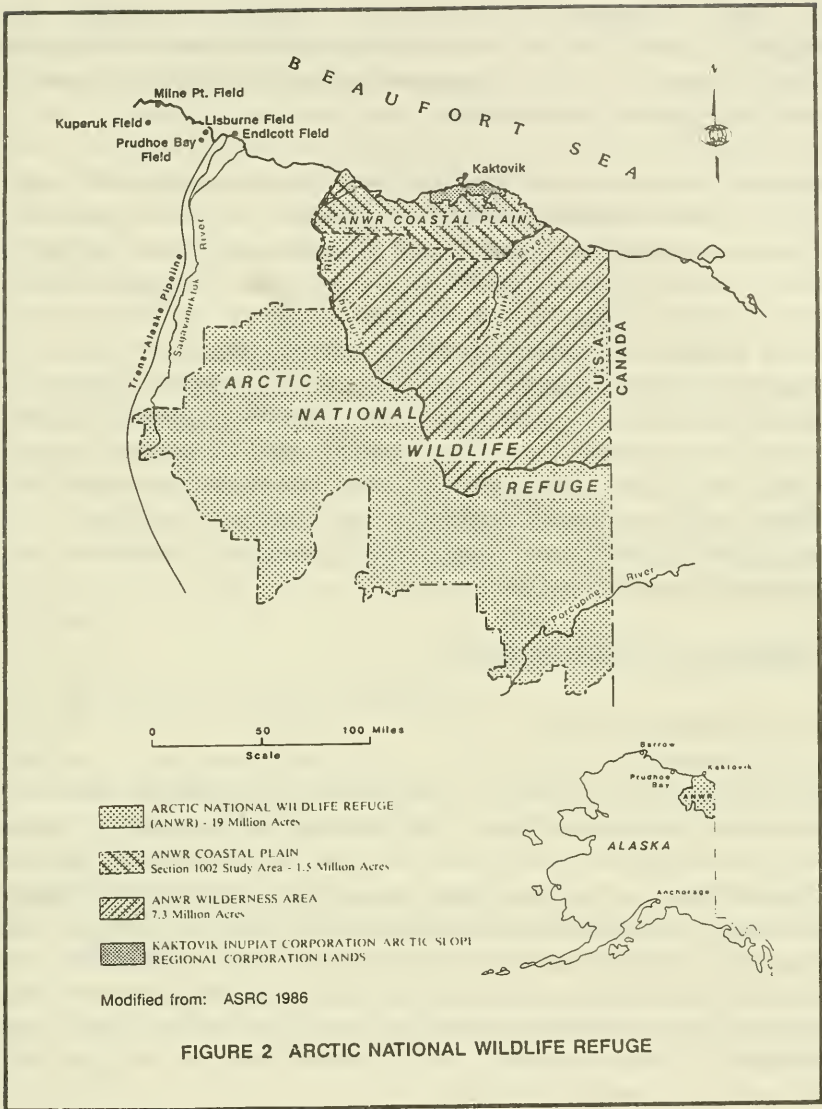 BEAUFORT SEA
N
Milne Pt. Field
Kuparuk Field
Lisburne Field
Endicott Field
Prudhoe Bay
Field
Kaktovik
ANWR COASTAL PLAIN
Trans-Alaska Pipeline
Sagavanirktok River
River
Aichilik River
U.S.A.
CANADA
ARCTIC
NATIONAL
WILDLIFE
REFUGE
Porcupine River
0 50 100 Miles
Scale
ARCTIC NATIONAL WILDLIFE REFUGE
(ANWR) - 19 Million Acres
ANWR COASTAL PLAIN
Section 1002 Study Area - 1.5 Million Acres
ANWR WILDERNESS AREA
7.3 Million Acres
KAKTOVIK INUPIAT CORPORATION ARCTIC SLOPE
REGIONAL CORPORATION LANDS
Modified from: ASRC 1986
Barrow
Prudhoe
Bay
Kaktovik
ANWR
ALASKA
Anchorage
FIGURE 2 ARCTIC NATIONAL WILDLIFE REFUGE